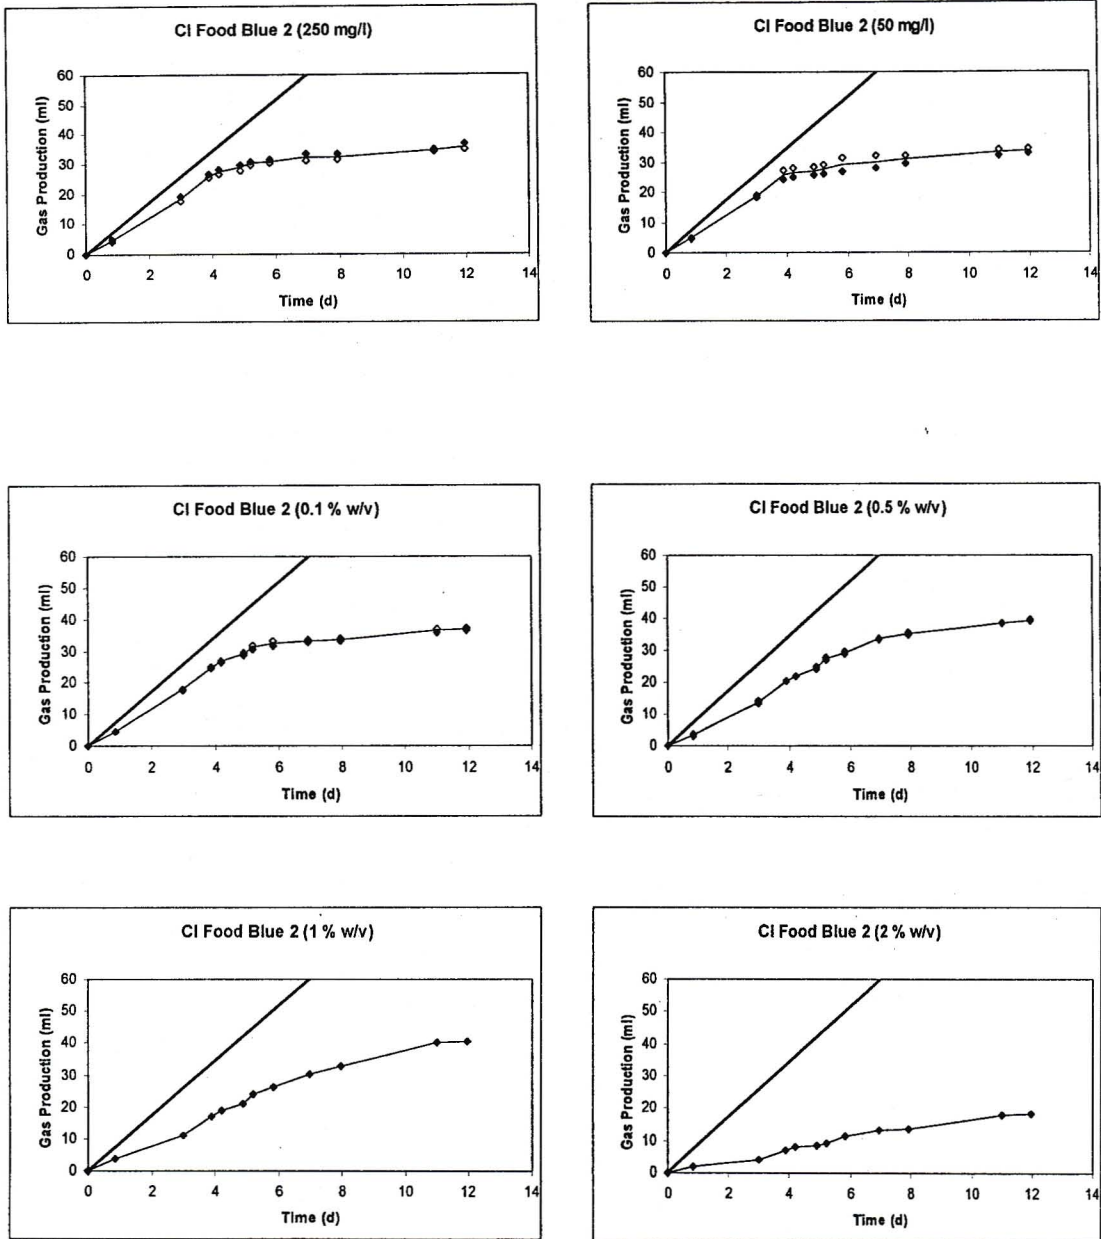 CI Food Blue 2 (250 mg/l)
Gas Production (ml)
60
50
40
30
20
10
0
0 2 4 6 8 10 12 14
Time (d)
CI Food Blue 2 (50 mg/l)
Gas Production (ml)
60
50
40
30
20
10
0
0 2 4 6 8 10 12 14
Time (d)
CI Food Blue 2 (0.1 % w/v)
Gas Production (ml)
60
50
40
30
20
10
0
0 2 4 6 8 10 12 14
Time (d)
CI Food Blue 2 (0.5 % w/v)
Gas Production (ml)
60
50
40
30
20
10
0
0 2 4 6 8 10 12 14
Time (d)
CI Food Blue 2 (1 % w/v)
Gas Production (ml)
60
50
40
30
20
10
0
0 2 4 6 8 10 12 14
Time (d)
CI Food Blue 2 (2 % w/v)
Gas Production (ml)
60
50
40
30
20
10
0
0 2 4 6 8 10 12 14
Time (d)